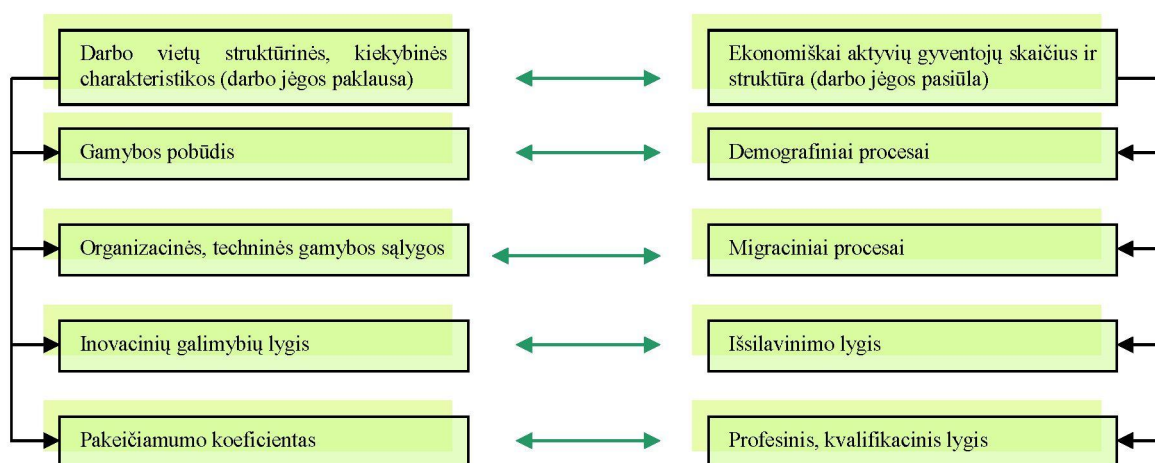 Darbo vietų struktūrinės, kiekybinės
charakteristikos (darbo jėgos paklausa)
Ekonomiškai aktyvių gyventojų skaičius ir
struktūra (darbo jėgos pasiūla)
Gamybos pobūdis
Demografiniai procesai
Organizacinės, techninės gamybos sąlygos
Migraciniai procesai
Inovacinių galimybių lygis
Išsilavinimo lygis
Pakeičiamumo koeficientas
Profesinis, kvalifikacinis lygis